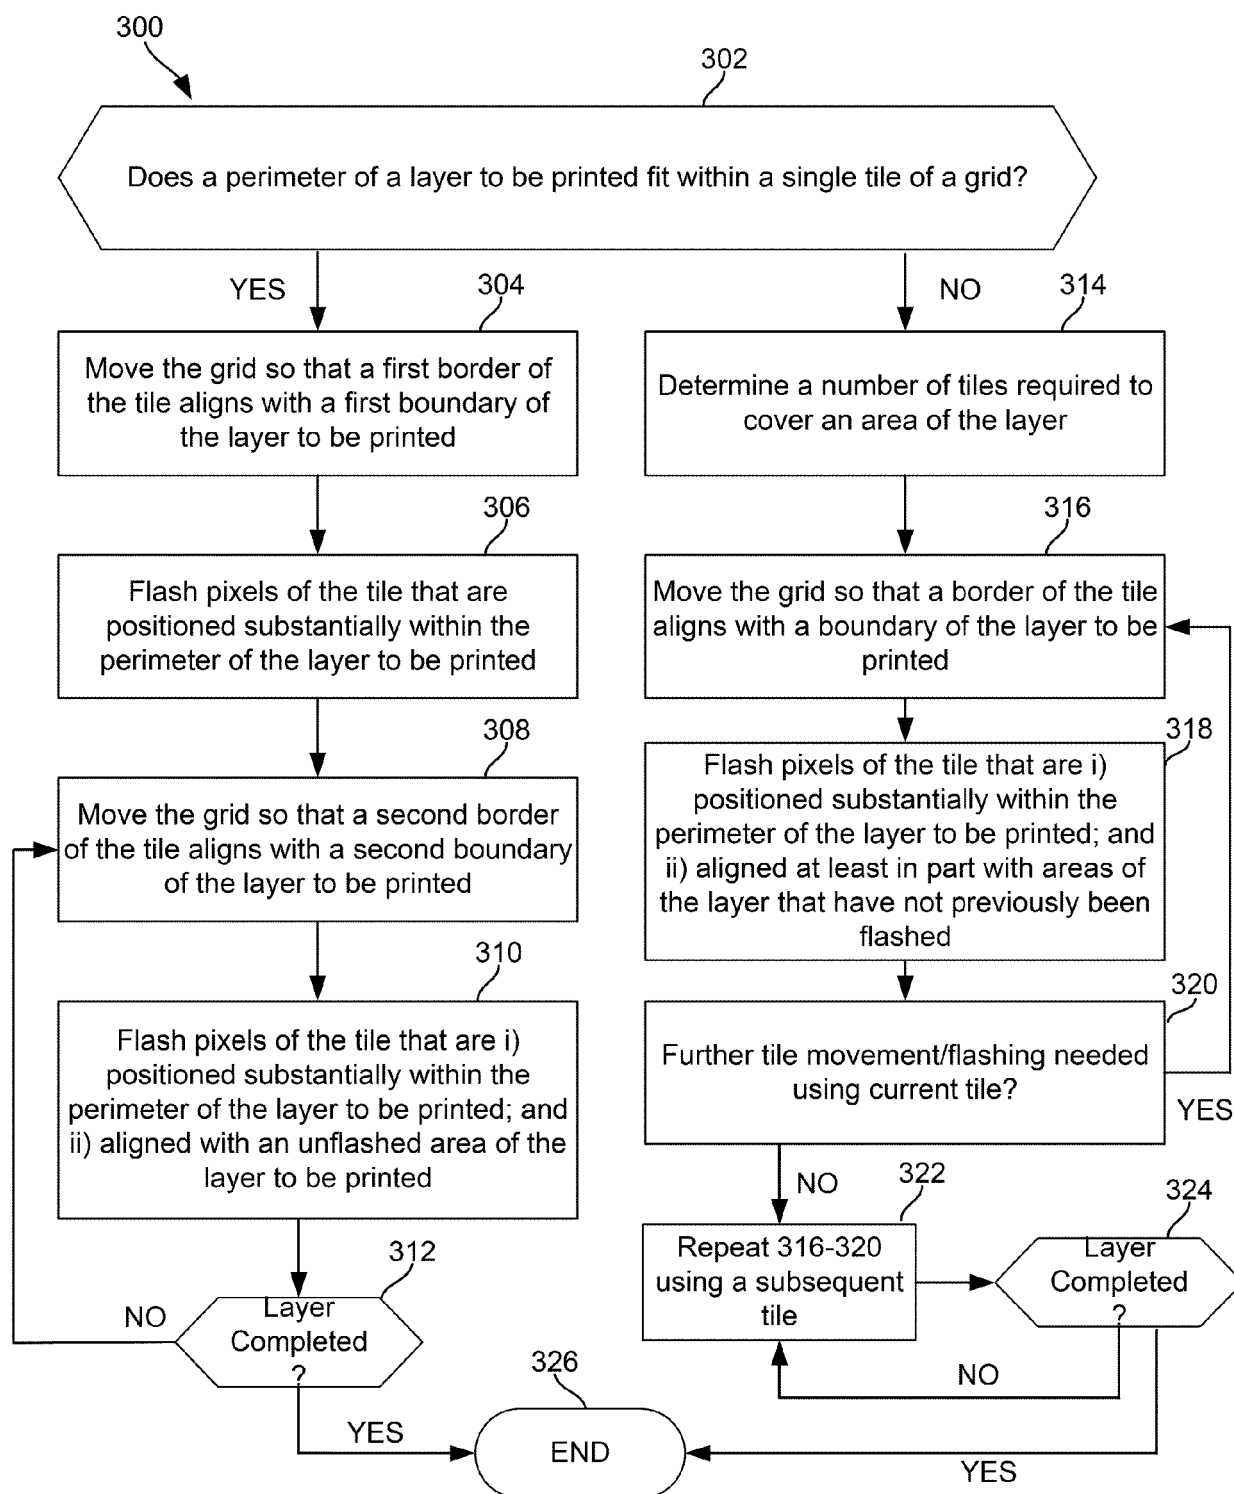 300
302
Does a perimeter of a layer to be printed fit within a single tile of a grid?
YES
304
Move the grid so that a first border of
the tile aligns with a first boundary of
the layer to be printed
306
Flash pixels of the tile that are
positioned substantially within the
perimeter of the layer to be printed
308
Move the grid so that a second border
of the tile aligns with a second boundary
of the layer to be printed
310
Flash pixels of the tile that are i)
positioned substantially within the
perimeter of the layer to be printed; and
ii) aligned with an unflashed area of the
layer to be printed
312
NO
Layer
Completed
?
YES
NO
314
Determine a number of tiles required to
cover an area of the layer
316
Move the grid so that a border of the tile
aligns with a boundary of the layer to be
printed
318
Flash pixels of the tile that are i)
positioned substantially within the
perimeter of the layer to be printed; and
ii) aligned at least in part with areas of
the layer that have not previously been
flashed
320
Further tile movement/flashing needed
using current tile?
YES
NO
322
Repeat 316-320
using a subsequent
tile
324
Layer
Completed
?
NO
YES
326
END